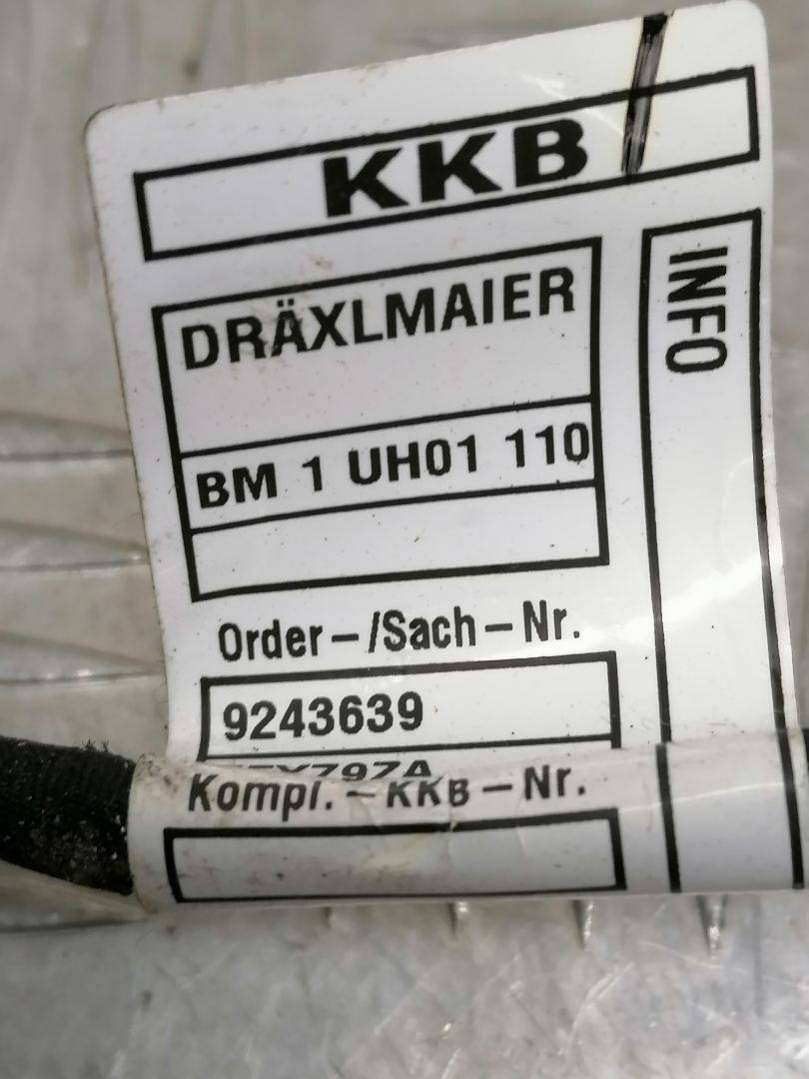 KKB
DRÄXLMAIER
INFO
BM 1 UH01 110
Order-/Sach-Nr.
9243639
Kompl.-KKB-Nr.